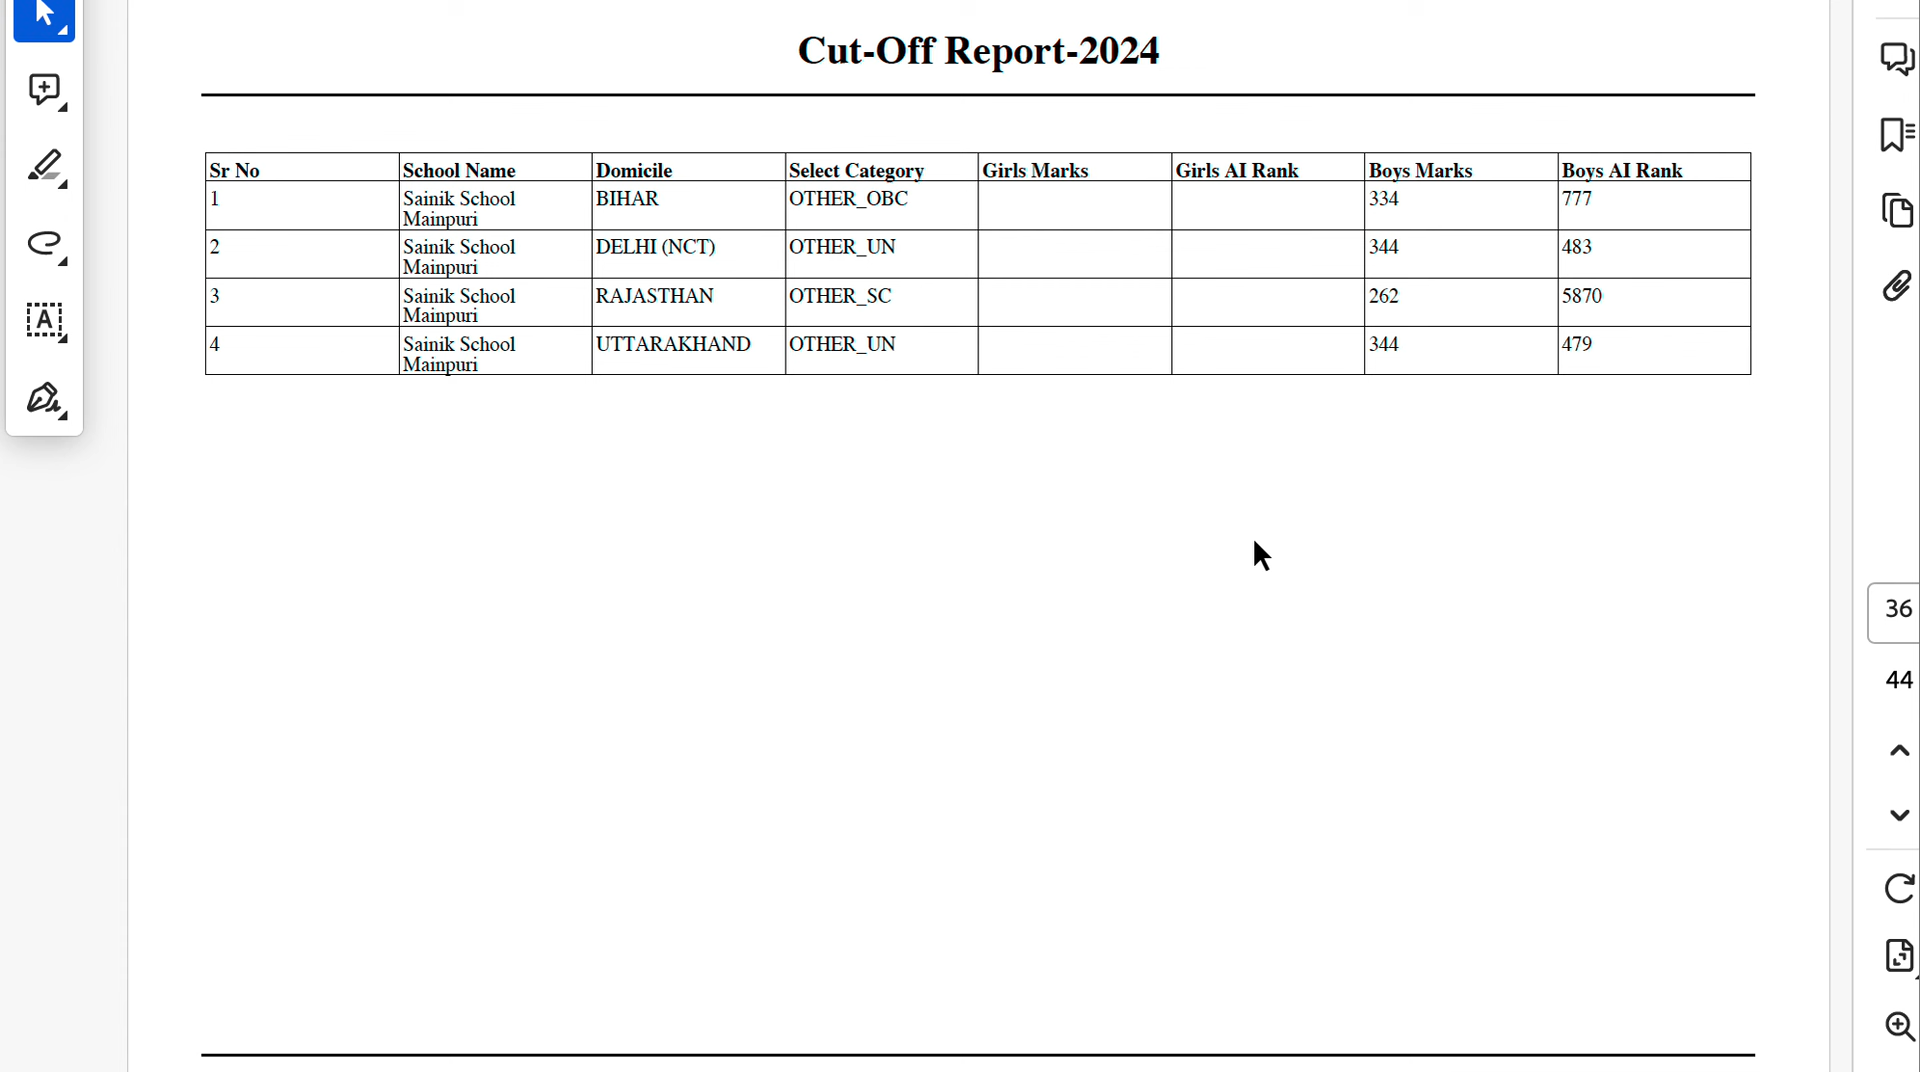 Cut-Off Report-2024
Sr No School Name Domicile Select Category Girls Marks Girls AI Rank Boys Marks Boys AI Rank
1 Sainik School Mainpuri BIHAR OTHER_OBC 334 777
2 Sainik School Mainpuri DELHI (NCT) OTHER_UN 344 483
3 Sainik School Mainpuri RAJASTHAN OTHER_SC 262 5870
4 Sainik School Mainpuri UTTARAKHAND OTHER_UN 344 479
36
44